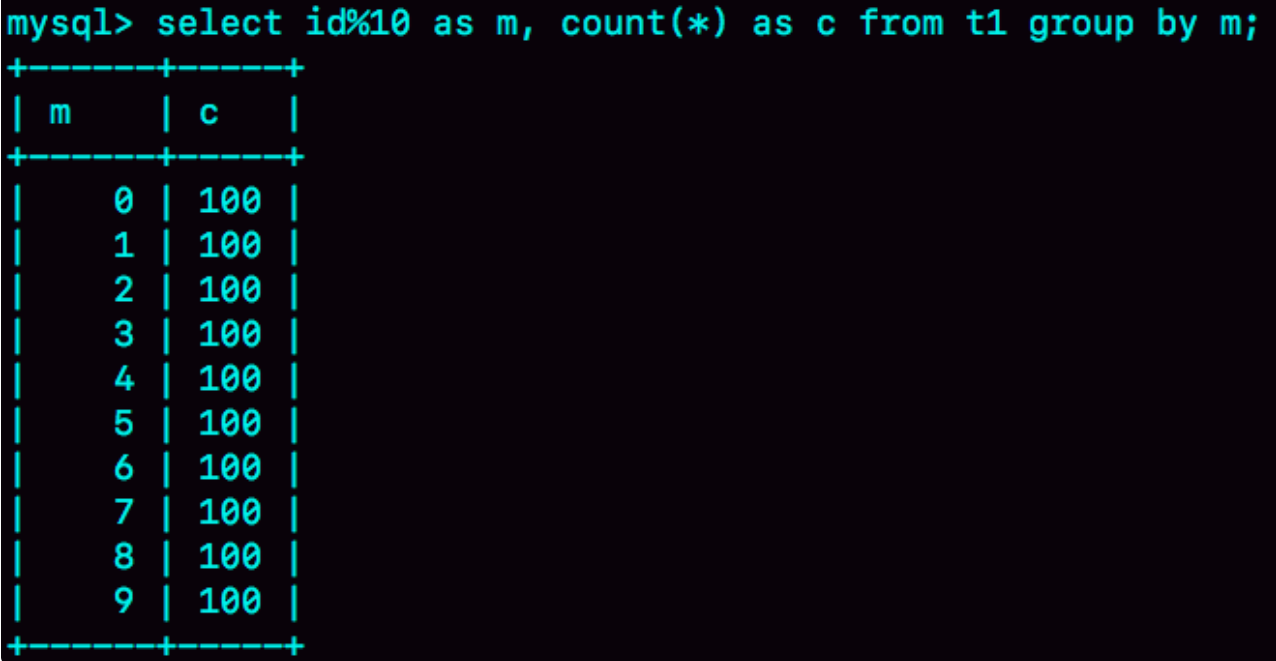 mysql> select id%10 as m, count(*) as c from t1 group by m;
+------+-----+
| m    | c   |
+------+-----+
|    0 | 100 |
|    1 | 100 |
|    2 | 100 |
|    3 | 100 |
|    4 | 100 |
|    5 | 100 |
|    6 | 100 |
|    7 | 100 |
|    8 | 100 |
|    9 | 100 |
+------+-----+